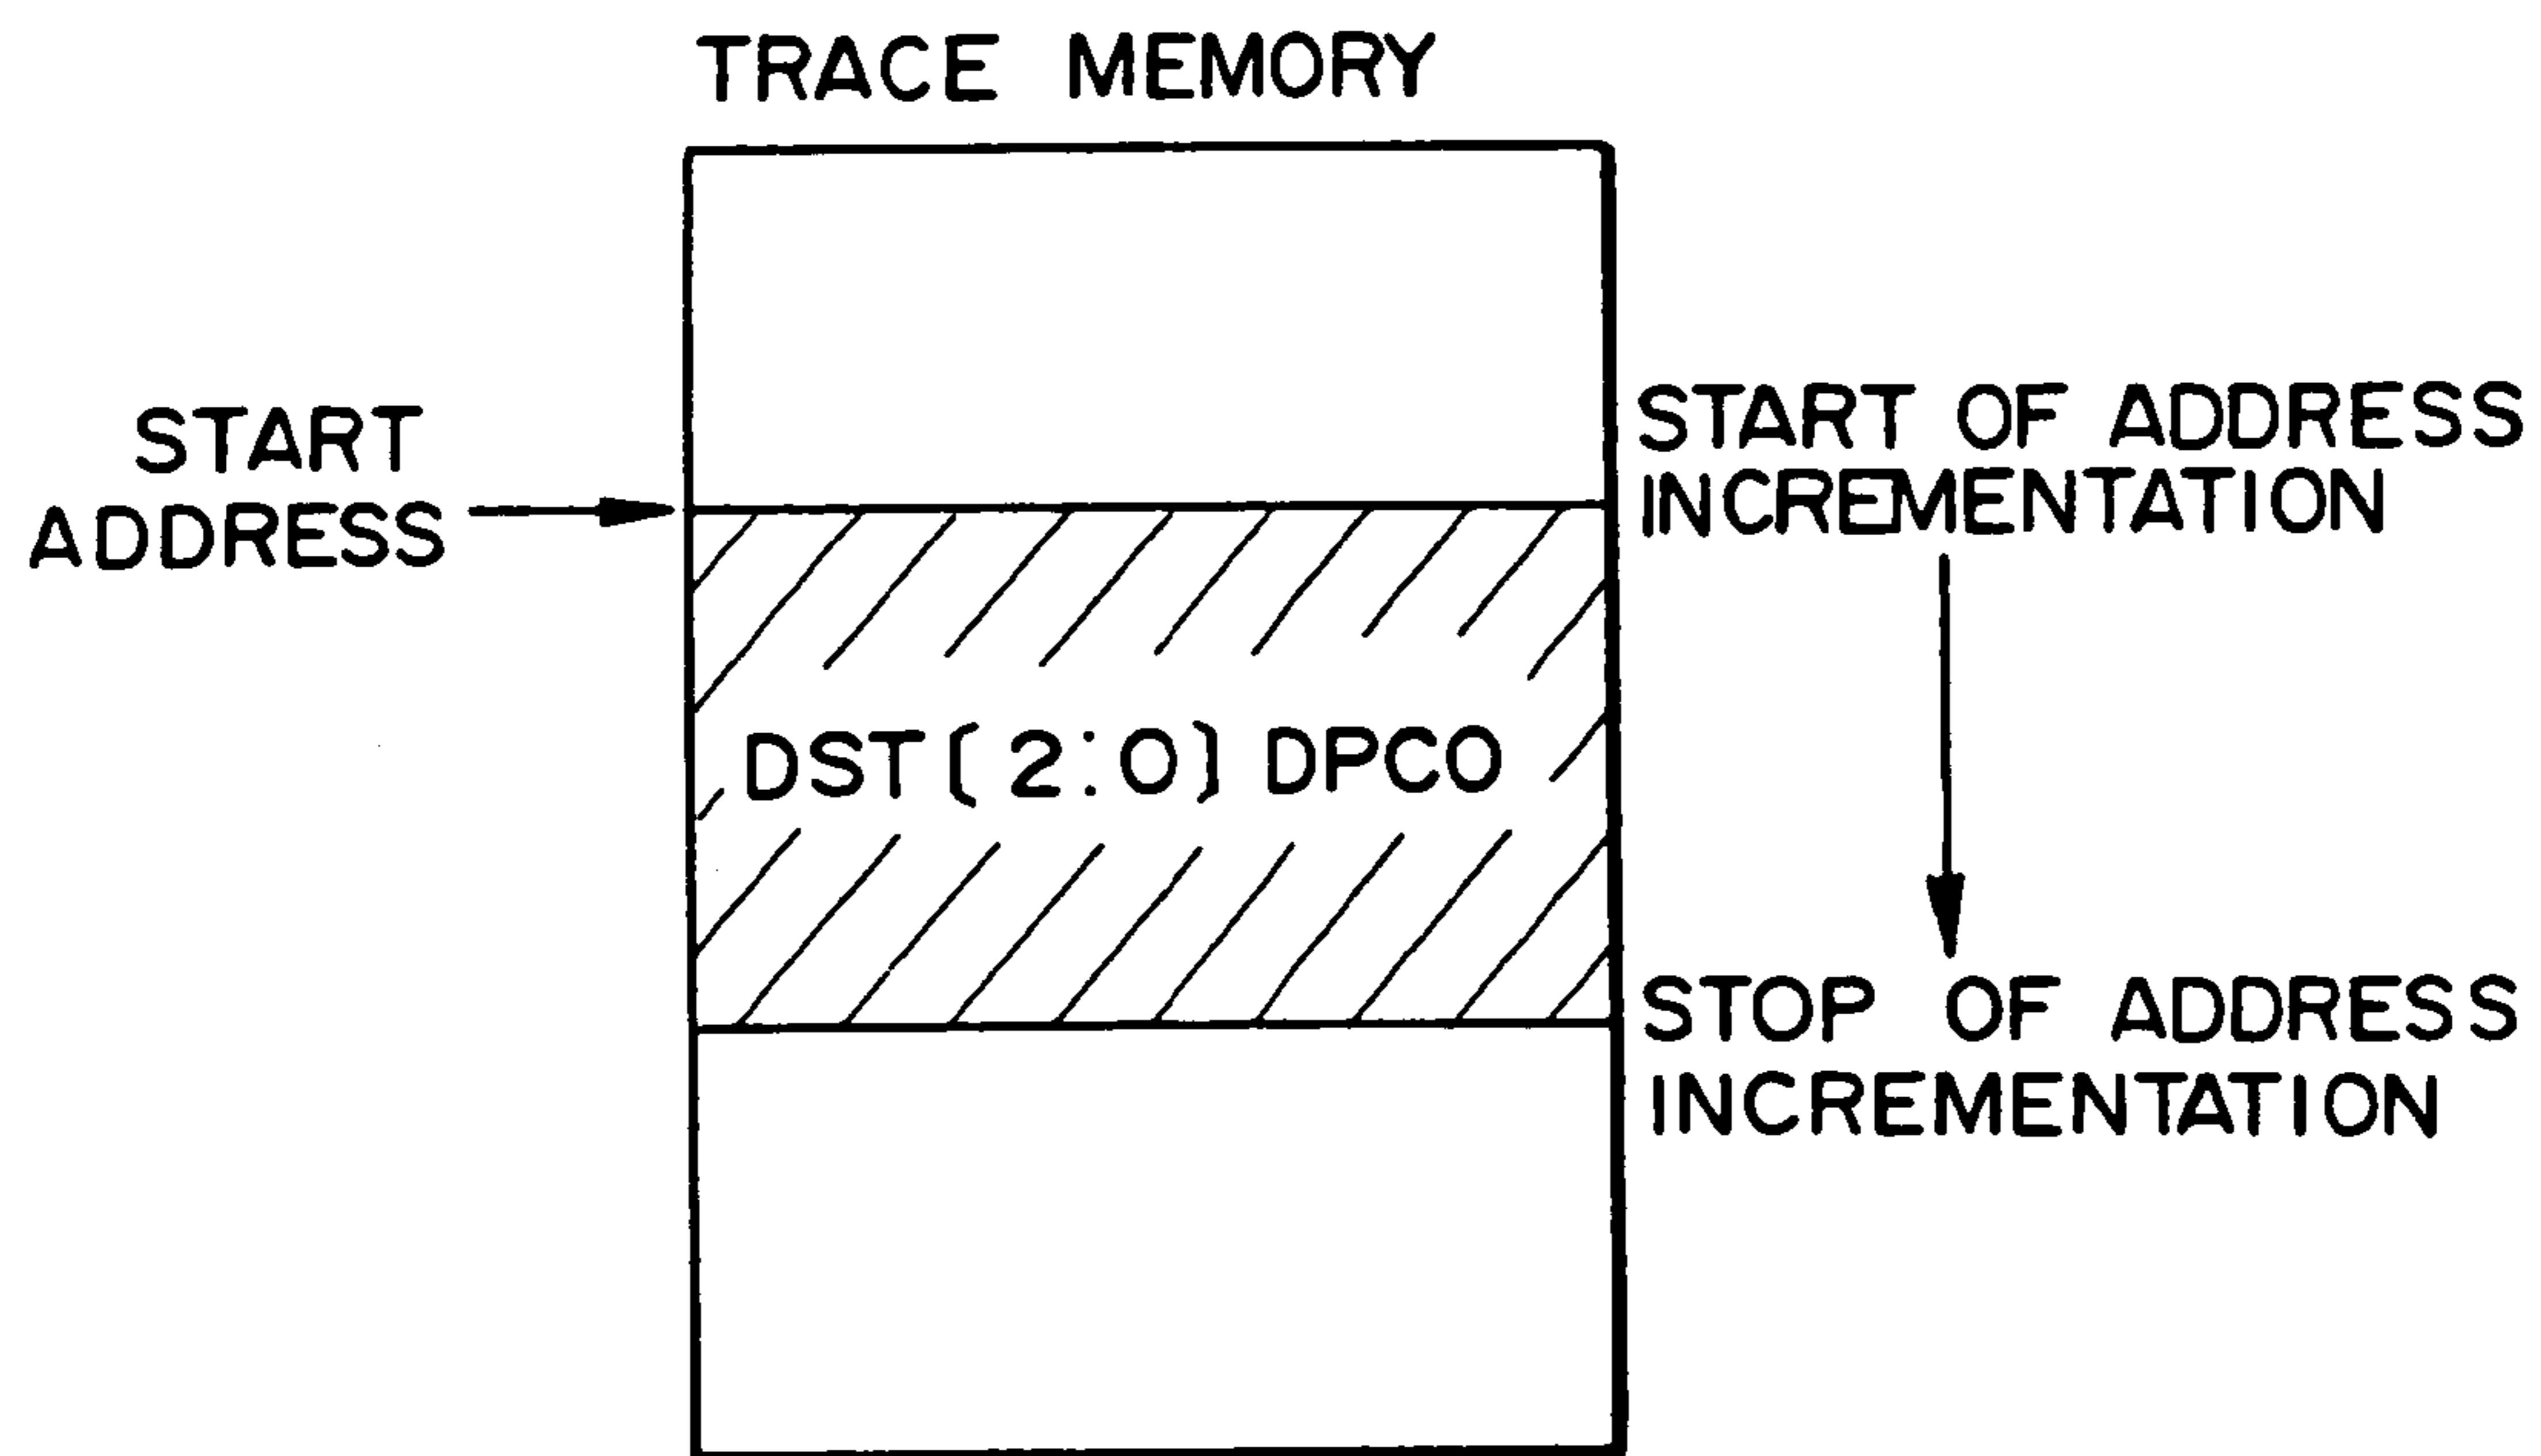 TRACE MEMORY
START
ADDRESS
START OF ADDRESS
INCREMENTATION
DST[2:0] DPCO
STOP OF ADDRESS
INCREMENTATION